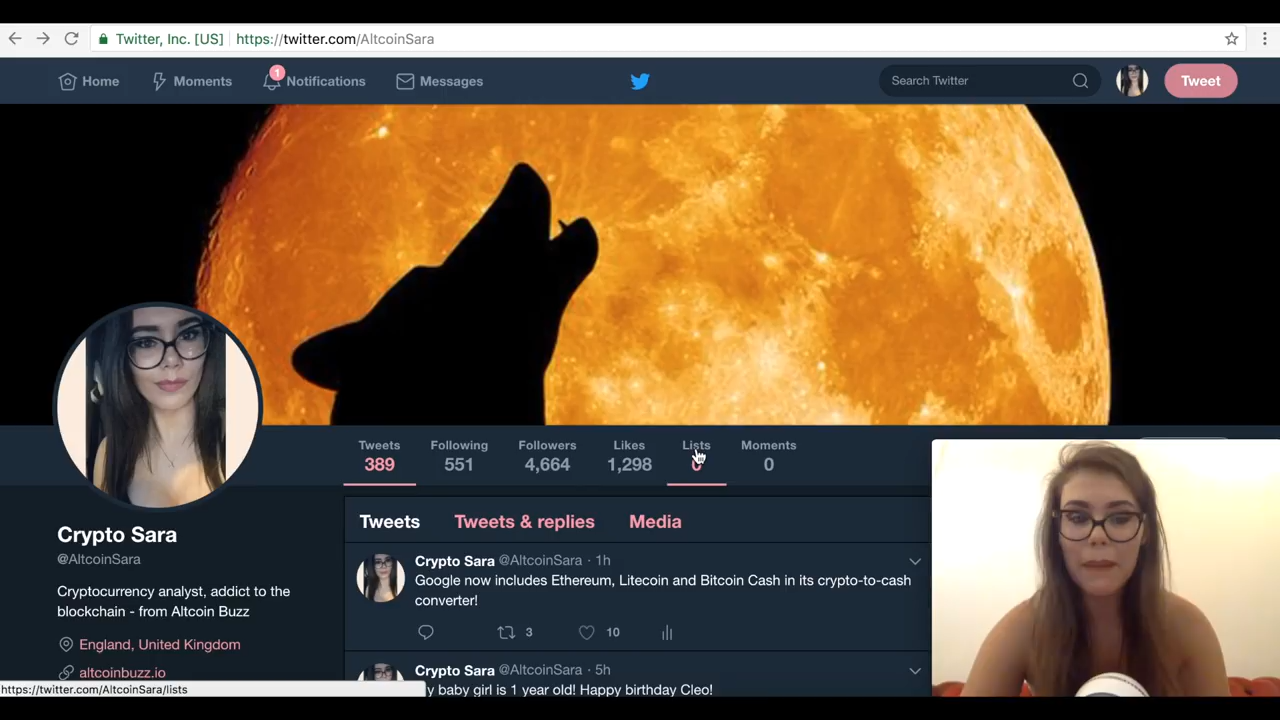 Twitter, Inc. [US] https://twitter.com/AltcoinSara
Home Moments 1 Notifications Messages Search Twitter Tweet
Tweets Following Followers Likes Lists Moments
389 551 4,664 1,298 0
Tweets Tweets & replies Media
Crypto Sara
@AltcoinSara
Cryptocurrency analyst, addict to the
blockchain - from Altcoin Buzz
England, United Kingdom
altcoinbuzz.io
Crypto Sara @AltcoinSara · 1h
Google now includes Ethereum, Litecoin and Bitcoin Cash in its crypto-to-cash
converter!
3 10
Crypto Sara @AltcoinSara · 5h
baby girl is 1 year old! Happy birthday Cleo!
https://twitter.com/AltcoinSara/lists